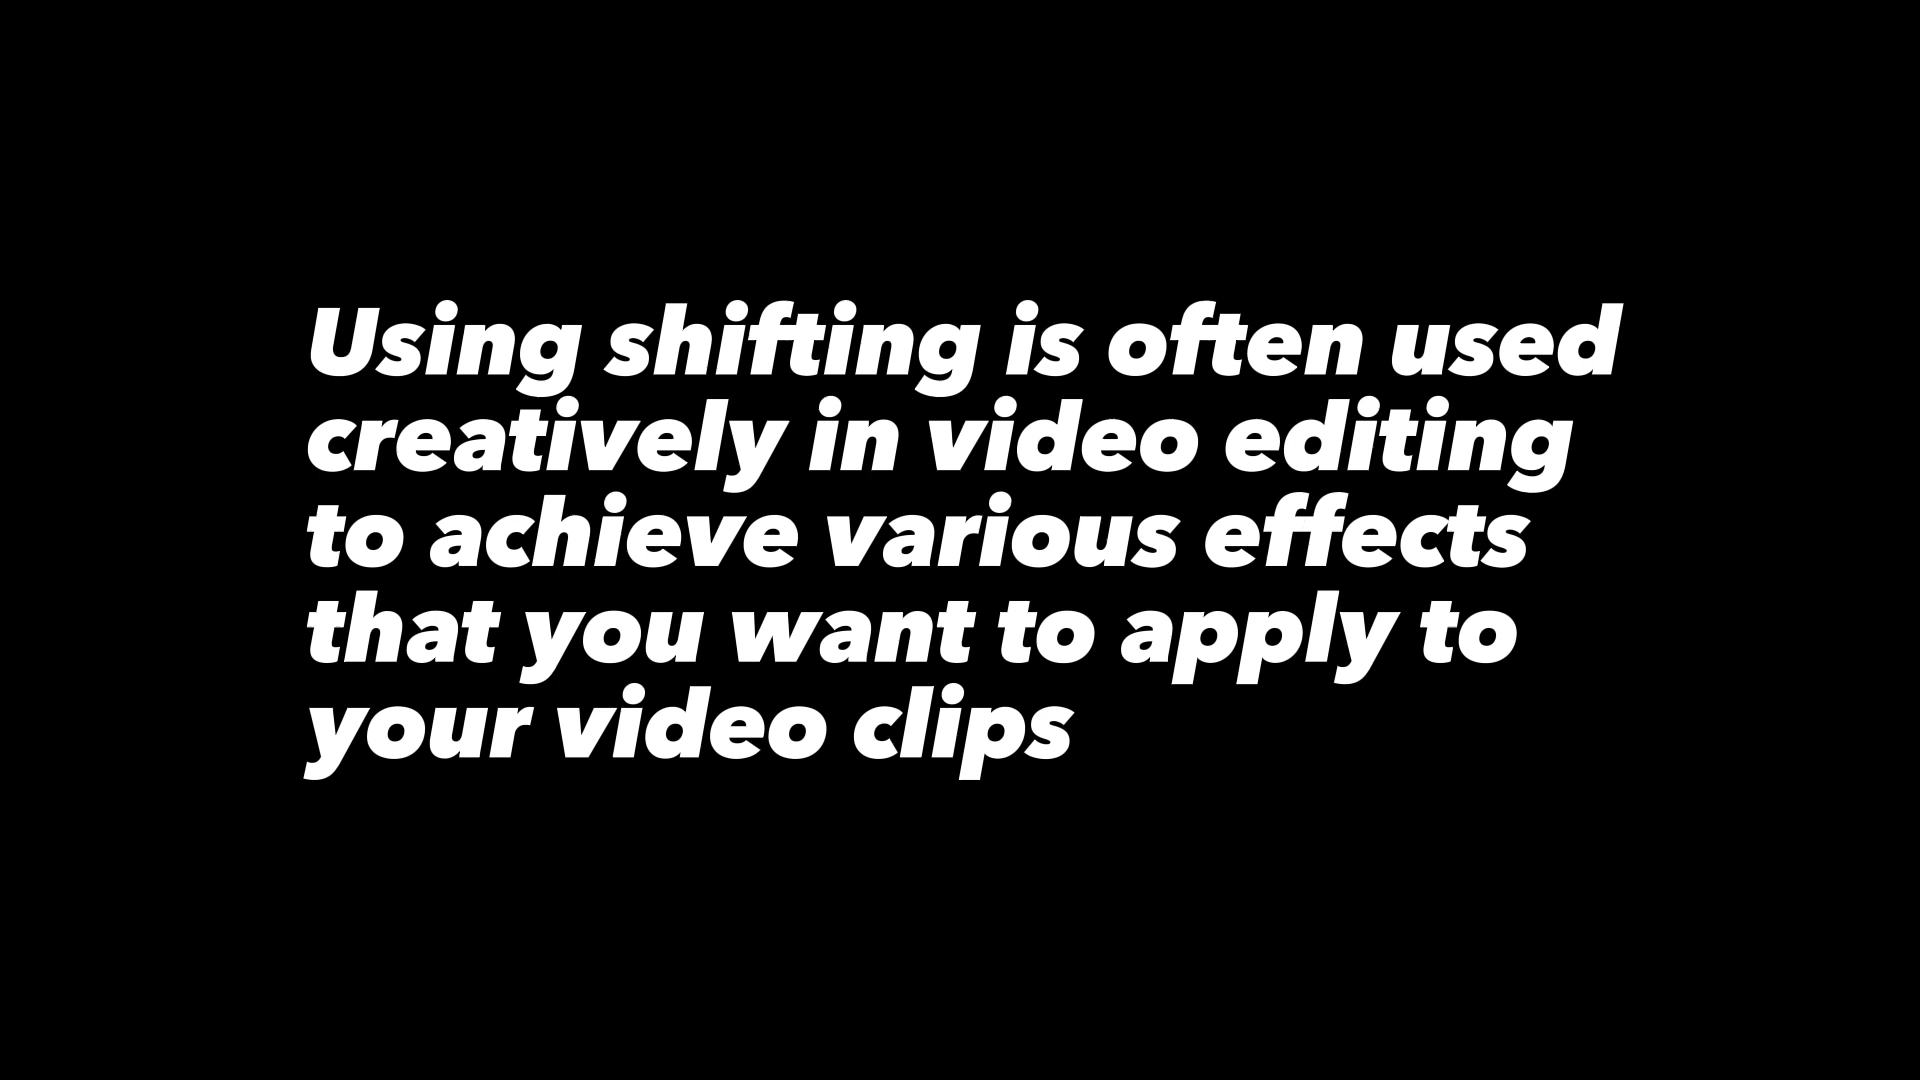 Using shifting is often used
creatively in video editing
to achieve various effects
that you want to apply to
your video clips